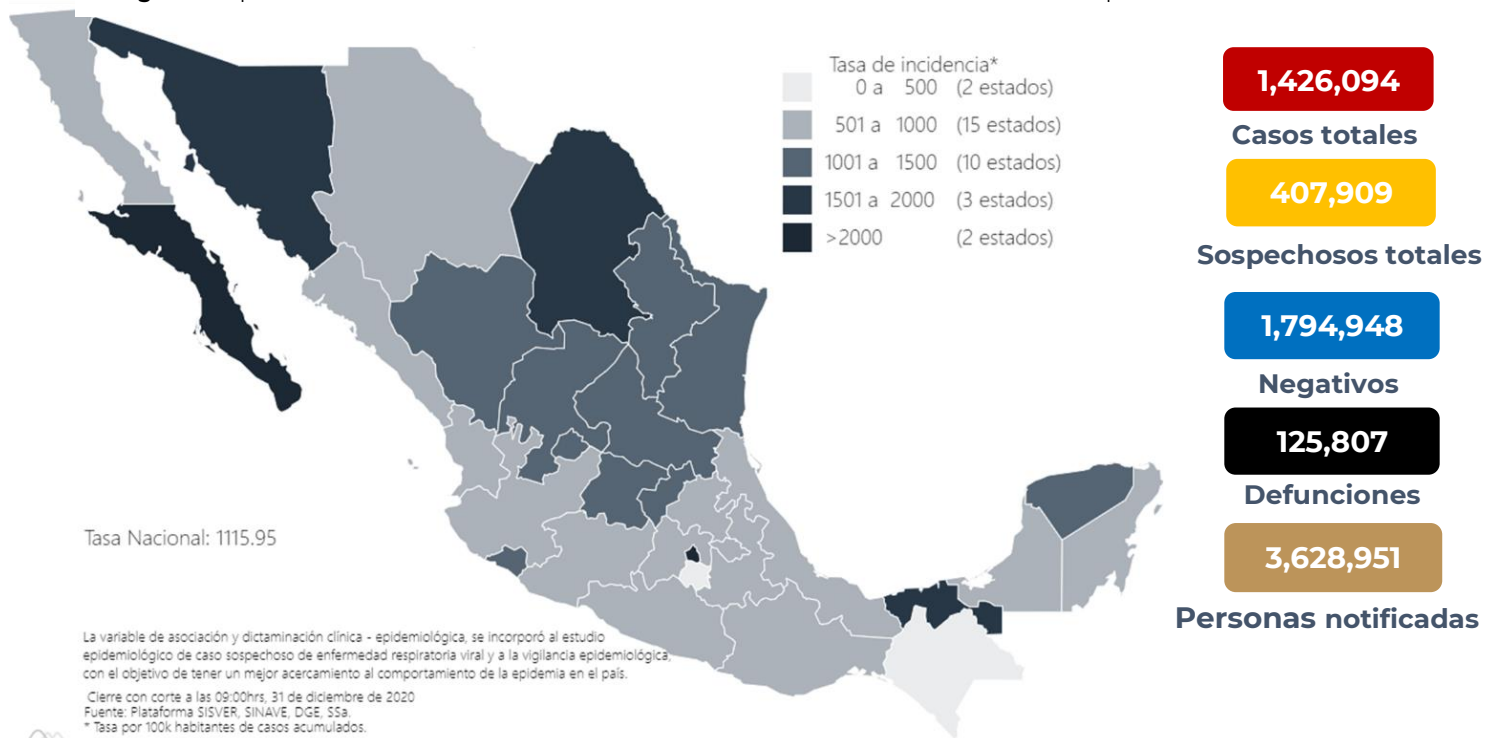 Tasa de incidencia*
0 a 500 (2 estados)
501 a 1000 (15 estados)
1001 a 1500 (10 estados)
1501 a 2000 (3 estados)
>2000 (2 estados)
1,426,094
Casos totales
407,909
Sospechosos totales
1,794,948
Negativos
125,807
Defunciones
3,628,951
Personas notificadas
Tasa Nacional: 1115.95
La variable de asociación y dictaminación clínica - epidemiológica, se incorporó al estudio
epidemiológico de caso sospechoso de enfermedad respiratoria viral y a la vigilancia epidemiológica,
con el objetivo de tener un mejor acercamiento al comportamiento de la epidemia en el país.
Cierre con corte a las 09:00hrs, 31 de diciembre de 2020
Fuente: Plataforma SISVER, SINAVE, DGE, SSa.
* Tasa por 100k habitantes de casos acumulados.